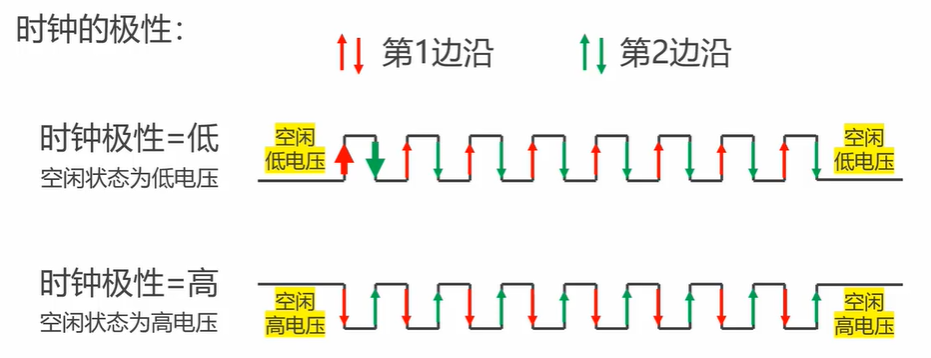 时钟的极性：
第1边沿
第2边沿
时钟极性=低
空闲状态为低电压
空闲
低电压
空闲
低电压
时钟极性=高
空闲状态为高电压
空闲
高电压
空闲
高电压